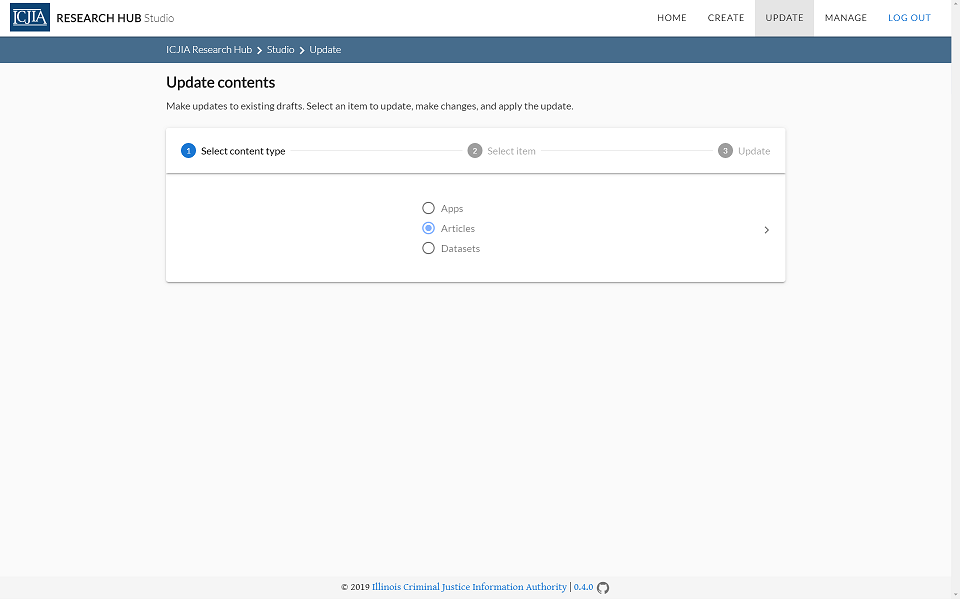 ICJIA RESEARCH HUB Studio HOME CREATE UPDATE MANAGE LOG OUT
ICJIA Research Hub Studio Update
Update contents
Make updates to existing drafts. Select an item to update, make changes, and apply the update.
1 Select content type 2 Select item 3 Update
Apps
Articles
Datasets
© 2019 Illinois Criminal Justice Information Authority | 0.4.0